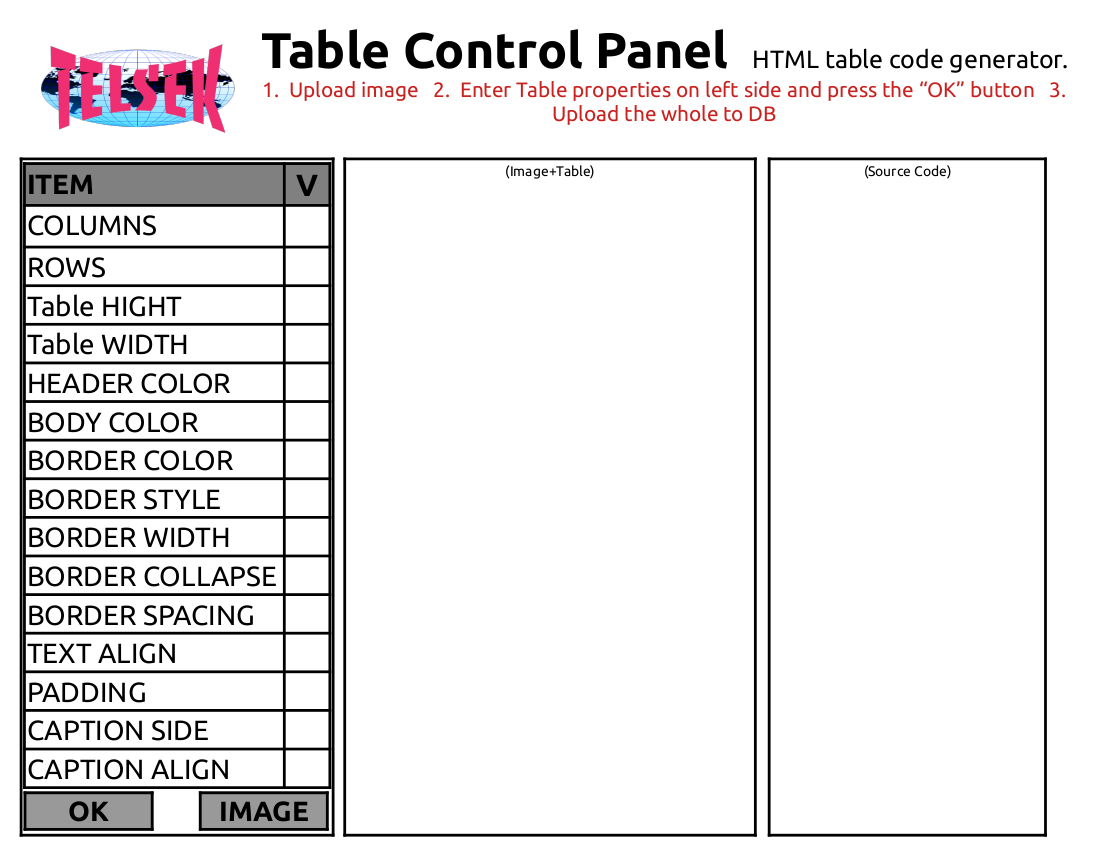 TELSEK
Table Control Panel HTML table code generator.
1. Upload image 2. Enter Table properties on left side and press the “OK” button 3.
Upload the whole to DB
ITEM V
COLUMNS
ROWS
Table HIGHT
Table WIDTH
HEADER COLOR
BODY COLOR
BORDER COLOR
BORDER STYLE
BORDER WIDTH
BORDER COLLAPSE
BORDER SPACING
TEXT ALIGN
PADDING
CAPTION SIDE
CAPTION ALIGN
OK IMAGE
(Image+Table)
(Source Code)